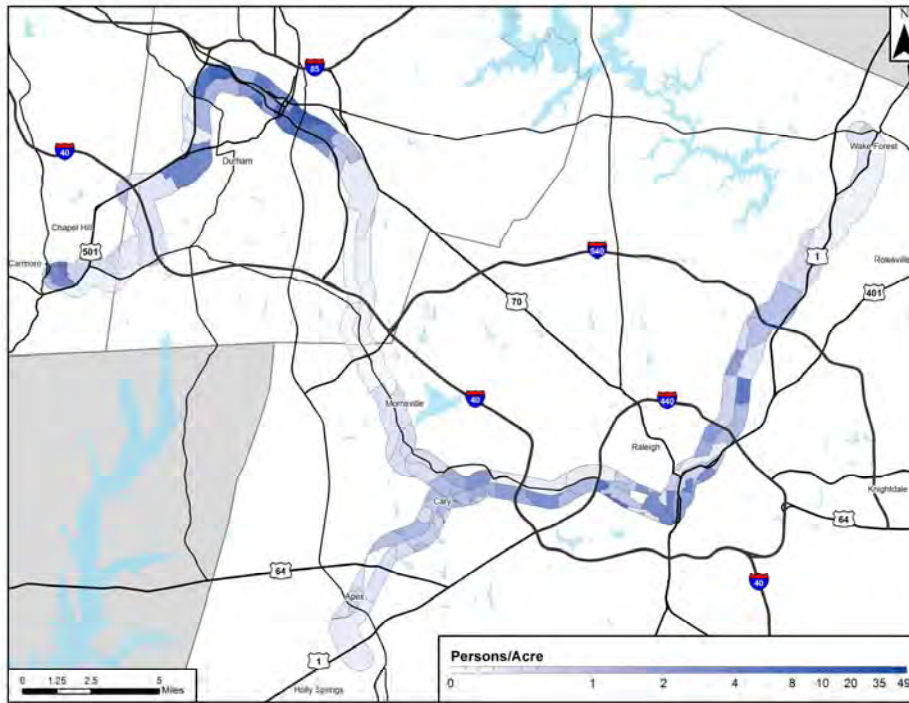 N
85
40
Durham
Wake Forest
Chapel Hill
501
Carrboro
540
1
Rolesville
401
70
Morrisville
40
440
Raleigh
Cary
Knightdale
64
64
40
Apex
1
Holly Springs
Persons/Acre
0 1 2 4 8 10 20 35 49
0 1.25 2.5 5
Miles